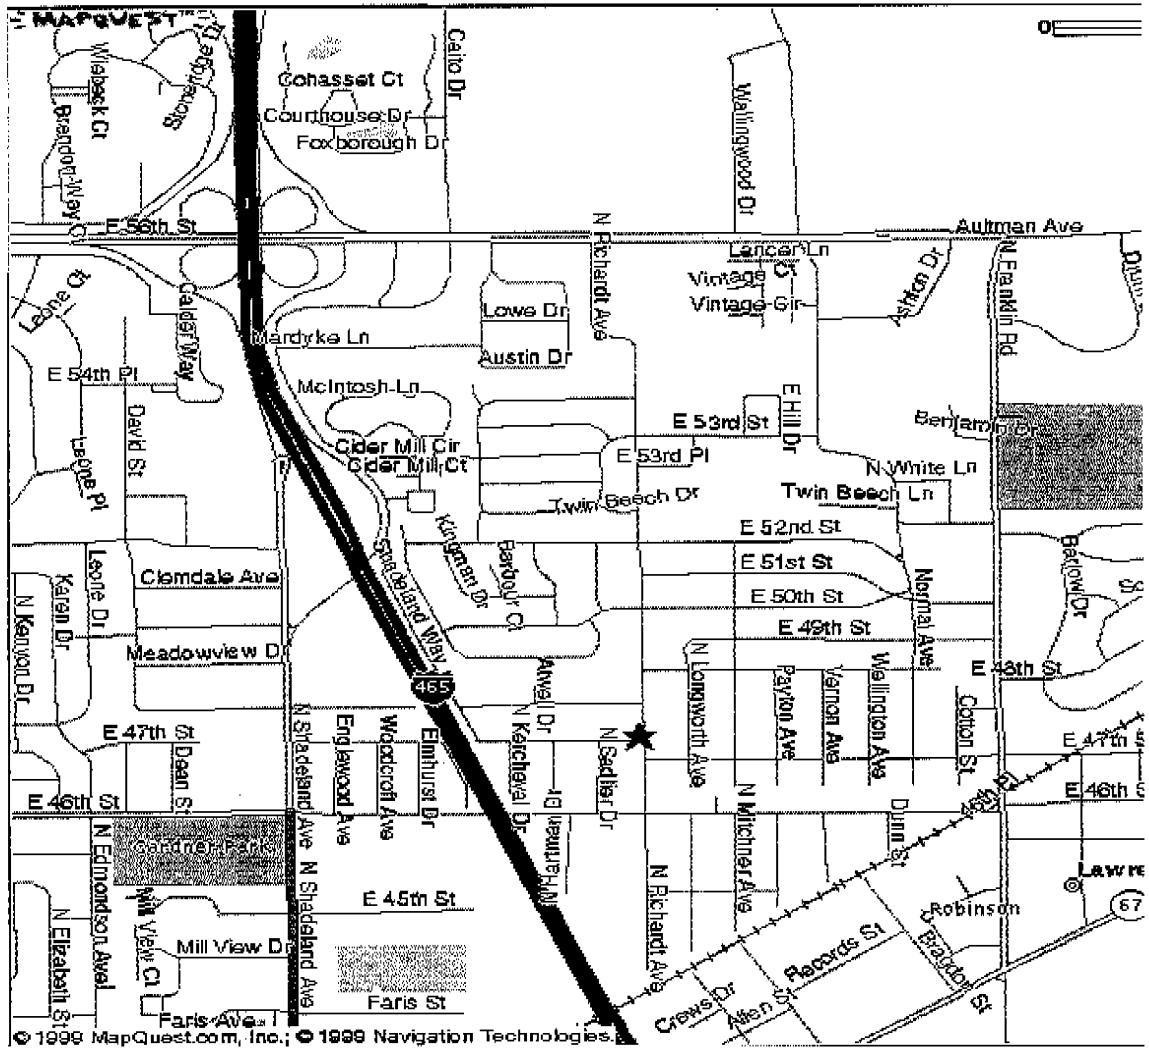 MAPQUEST™
0
Wiebeck Ct
Stoneridge Dr
Brendon Way Ct
Cohasset Ct
Courthouse Dr
Foxborough Dr
Caito Dr
Wallingwood Dr
E 56th St
N Richardt Ave
Aultman Ave
Lancer Ln
Vintage Ct
Vintage Cir
Ashton Dr
N Franklin Rd
Leone Ct
Calder Way
Lowe Dr
Mardyke Ln
Austin Dr
E 54th Pl
McIntosh Ln
David St
E 53rd St
E Hill Dr
Benjamin Dr
Cider Mill Cir
Cider Mill Ct
E 53rd Pl
Leone Pl
N White Ln
Twin Beech Dr
Twin Beech Ln
E 52nd St
Kingman Dr
Barbour Ct
Shadeland Way
E 51st St
Barlow Dr
Clemdale Ave
Leone Dr
Karen Dr
N Kenyon Dr
E 50th St
Normal Ave
E 49th St
Meadowview D
E 48th St
465
Atwell Dr
N Longworth Ave
Payton Ave
Vernon Ave
Wellington Ave
Cotton St
E 47th St
Dean St
N Shadeland Ave
Englewood Ave
Woodcroft Ave
Elmhurst Dr
N Kercheval Dr
N Sadlier Dr
E 47th S
E 46th St
46th Pl
E 46th S
N Mitchner Ave
Dunn St
Gardner Park
N Edmondson Ave
N Shadeland Ave
E 45th St
N Richardt Ave
Lawre
67
Robinson
N Elizabeth St
Mill View Ct
Mill View Dr
Records St
Bragdon St
Faris St
Crews Dr
Allen St
Faris Ave
© 1999 MapQuest.com, Inc.; © 1999 Navigation Technologies.